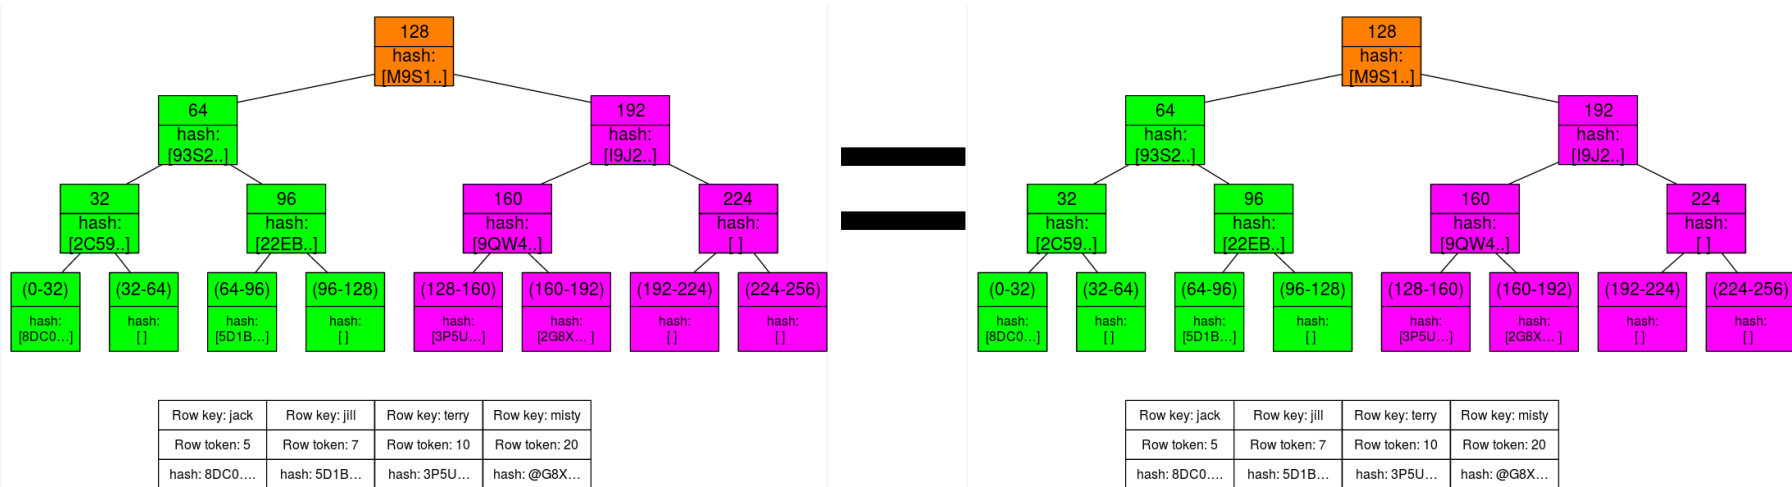 128
hash:
[M9S1..]
64
hash:
[93S2..]
192
hash:
[I9J2..]
32
hash:
[2C59..]
96
hash:
[22EB..]
160
hash:
[9QW4..]
224
hash:
[ ]
(0-32)
hash:
[8DC0...]
(32-64)
hash:
[ ]
(64-96)
hash:
[5D1B...]
(96-128)
hash:
[ ]
(128-160)
hash:
[3P5U...]
(160-192)
hash:
[2G8X... ]
(192-224)
hash:
[ ]
(224-256)
hash:
[ ]
Row key: jack Row key: jill Row key: terry Row key: misty
Row token: 5 Row token: 7 Row token: 10 Row token: 20
hash: 8DC0.... hash: 5D1B... hash: 3P5U... hash: @G8X...
128
hash:
[M9S1..]
64
hash:
[93S2..]
192
hash:
[I9J2..]
32
hash:
[2C59..]
96
hash:
[22EB..]
160
hash:
[9QW4..]
224
hash:
[ ]
(0-32)
hash:
[8DC0...]
(32-64)
hash:
[ ]
(64-96)
hash:
[5D1B...]
(96-128)
hash:
[ ]
(128-160)
hash:
[3P5U...]
(160-192)
hash:
[2G8X... ]
(192-224)
hash:
[ ]
(224-256)
hash:
[ ]
Row key: jack Row key: jill Row key: terry Row key: misty
Row token: 5 Row token: 7 Row token: 10 Row token: 20
hash: 8DC0.... hash: 5D1B... hash: 3P5U... hash: @G8X...